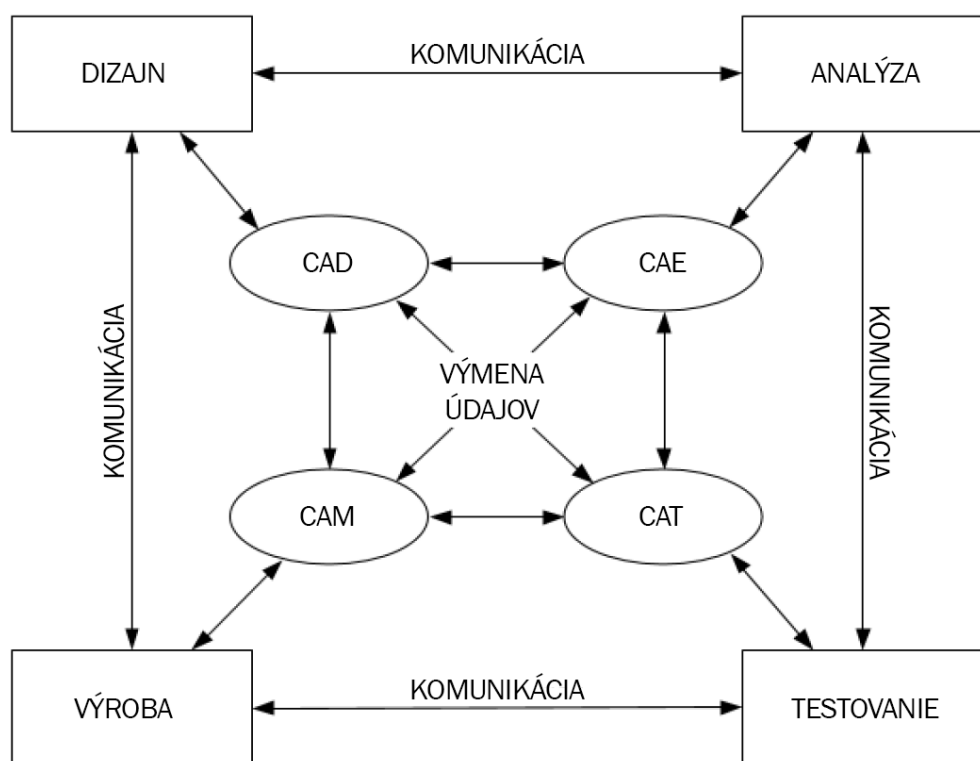 KOMUNIKÁCIA
DIZAJN
ANALÝZA
CAD
CAE
KOMUNIKÁCIA
KOMUNIKÁCIA
VÝMENA
ÚDAJOV
CAM
CAT
KOMUNIKÁCIA
VÝROBA
TESTOVANIE